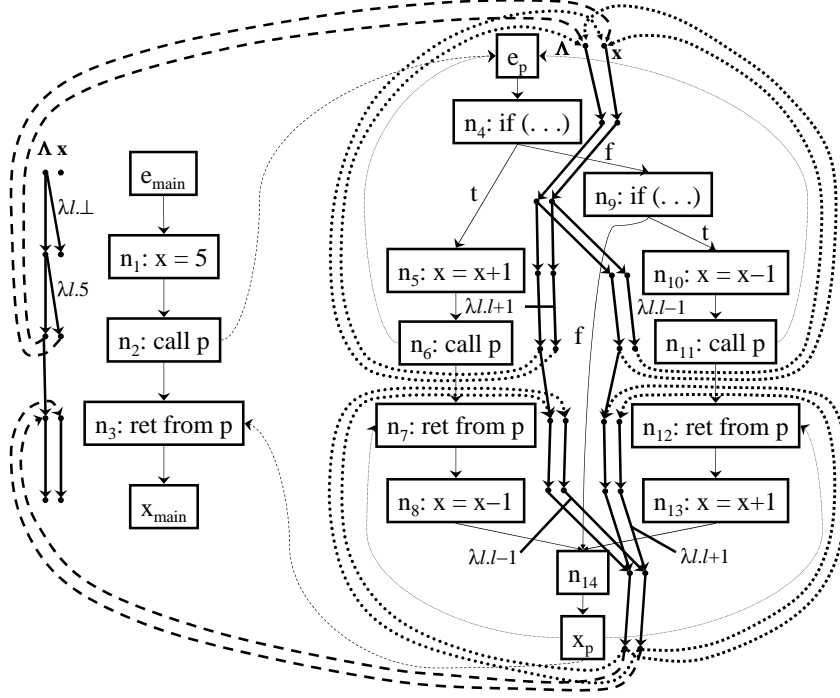 Λ x
e_p
n_4: if (. . .)
f
Λ x
e_main
n_9: if (. . .)
λl.⊥
t
t
n_1: x = 5
n_5: x = x+1
n_10: x = x−1
λl.5
λl.l+1
λl.l−1
n_2: call p
n_6: call p
f
n_11: call p
n_3: ret from p
n_7: ret from p
n_12: ret from p
x_main
n_8: x = x−1
n_13: x = x+1
λl.l−1
λl.l+1
n_14
x_p